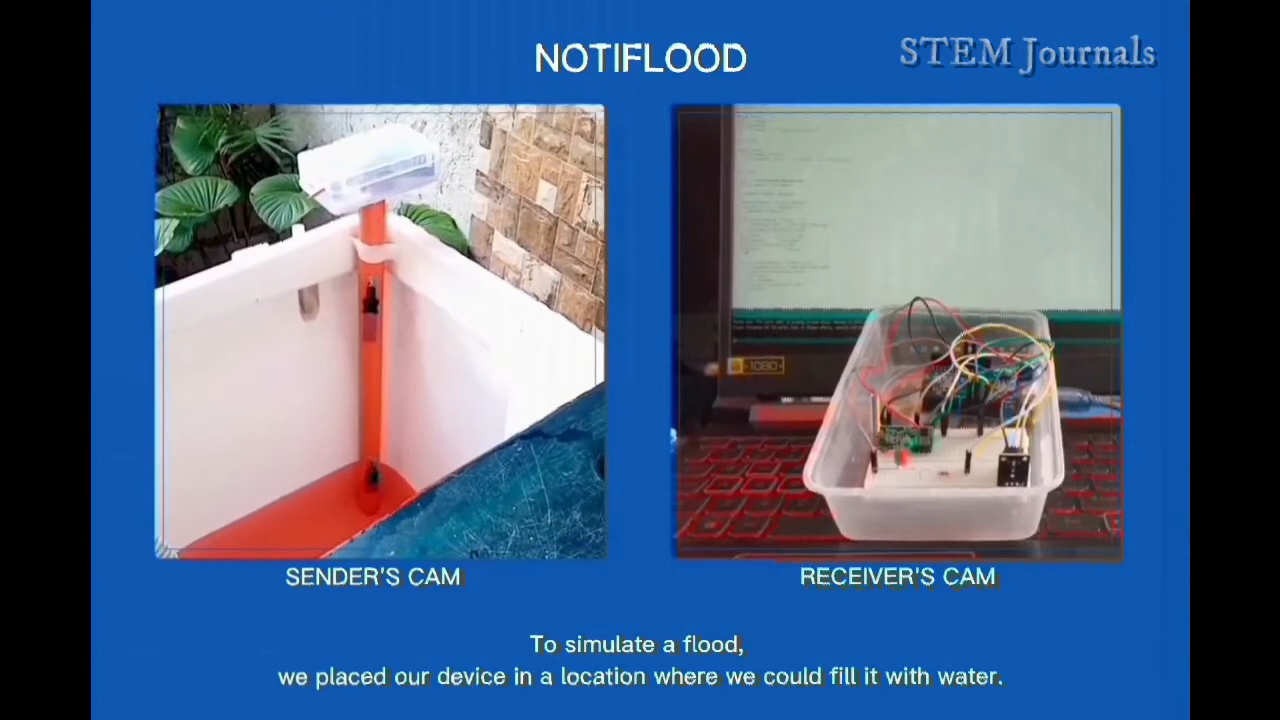 NOTIFLOOD
STEM Journals
1080
SENDER'S CAM
RECEIVER'S CAM
To simulate a flood,
we placed our device in a location where we could fill it with water.